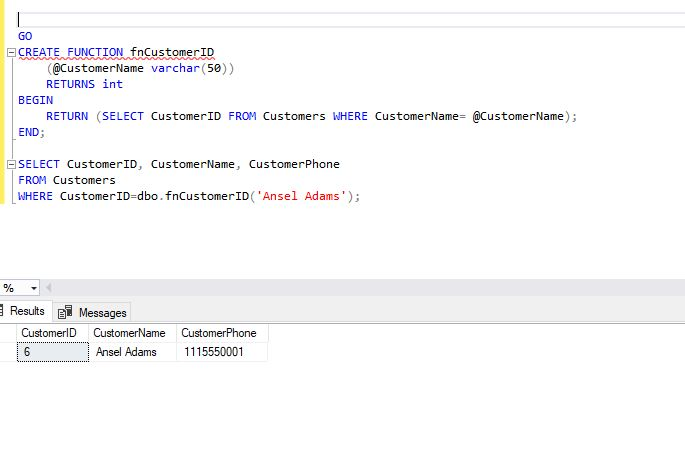 GO
CREATE FUNCTION fnCustomerID
(@CustomerName varchar(50))
RETURNS int
BEGIN
RETURN (SELECT CustomerID FROM Customers WHERE CustomerName= @CustomerName);
END;
SELECT CustomerID, CustomerName, CustomerPhone
FROM Customers
WHERE CustomerID=dbo.fnCustomerID('Ansel Adams');
%
Results Messages
CustomerID CustomerName CustomerPhone
6 Ansel Adams 1115550001